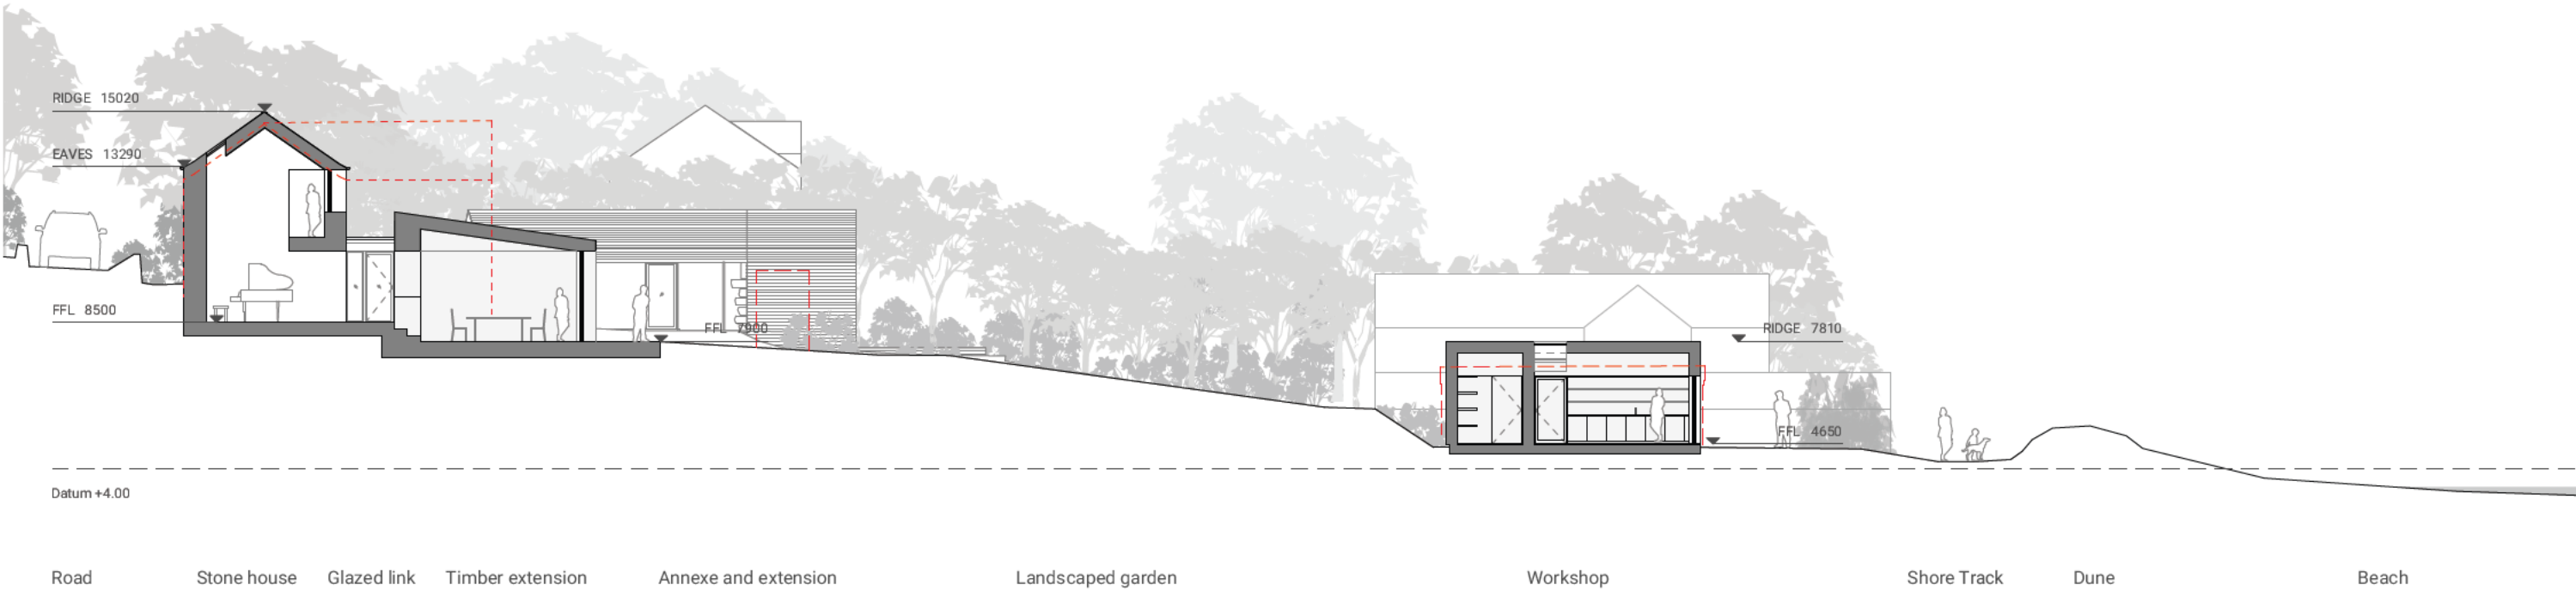 RIDGE 15020
EAVES 13290
FFL 8500
FFL 7900
RIDGE 7810
FFL 4650
Datum +4.00
Road Stone house Glazed link Timber extension Annexe and extension Landscaped garden Workshop Shore Track Dune Beach